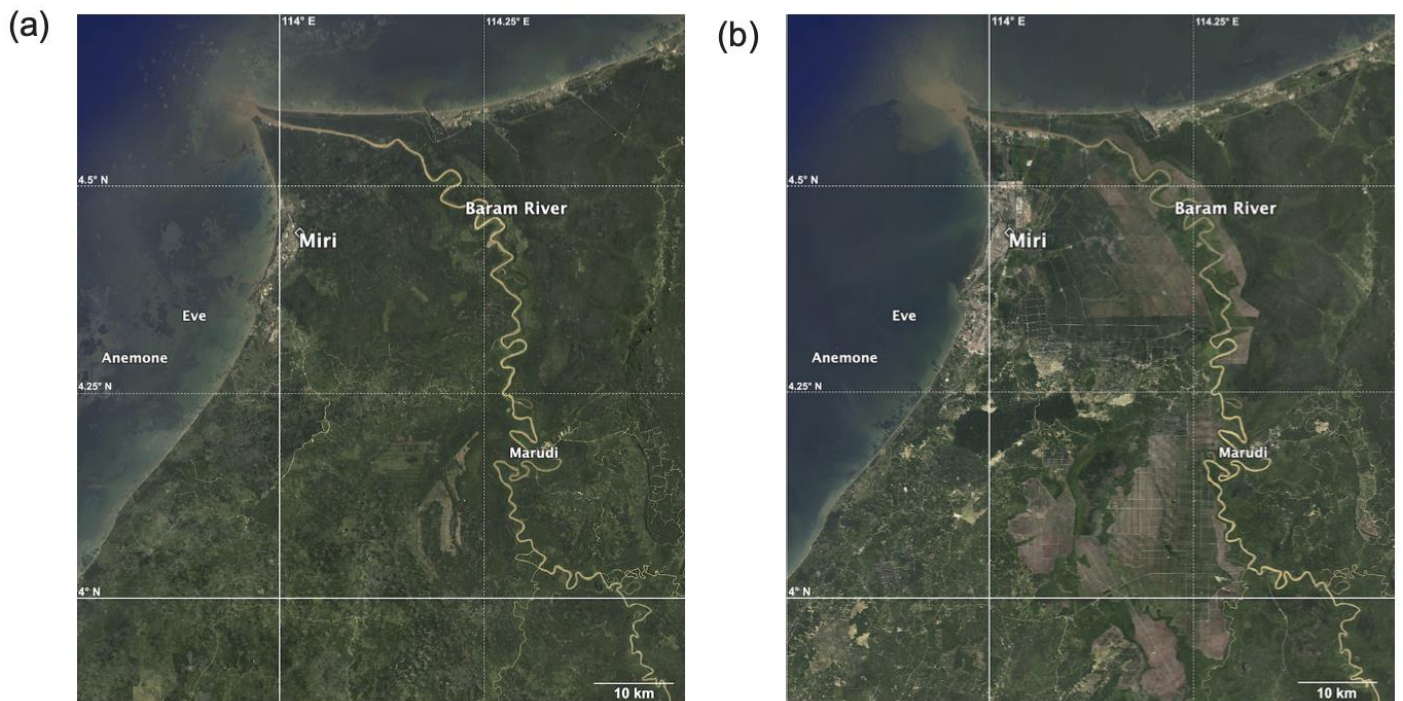 (a)
114° E
114.25° E
4.5° N
Baram River
Miri
Eve
Anemone
4.25° N
Marudi
4° N
10 km
(b)
114° E
114.25° E
4.5° N
Baram River
Miri
Eve
Anemone
4.25° N
Marudi
4° N
10 km